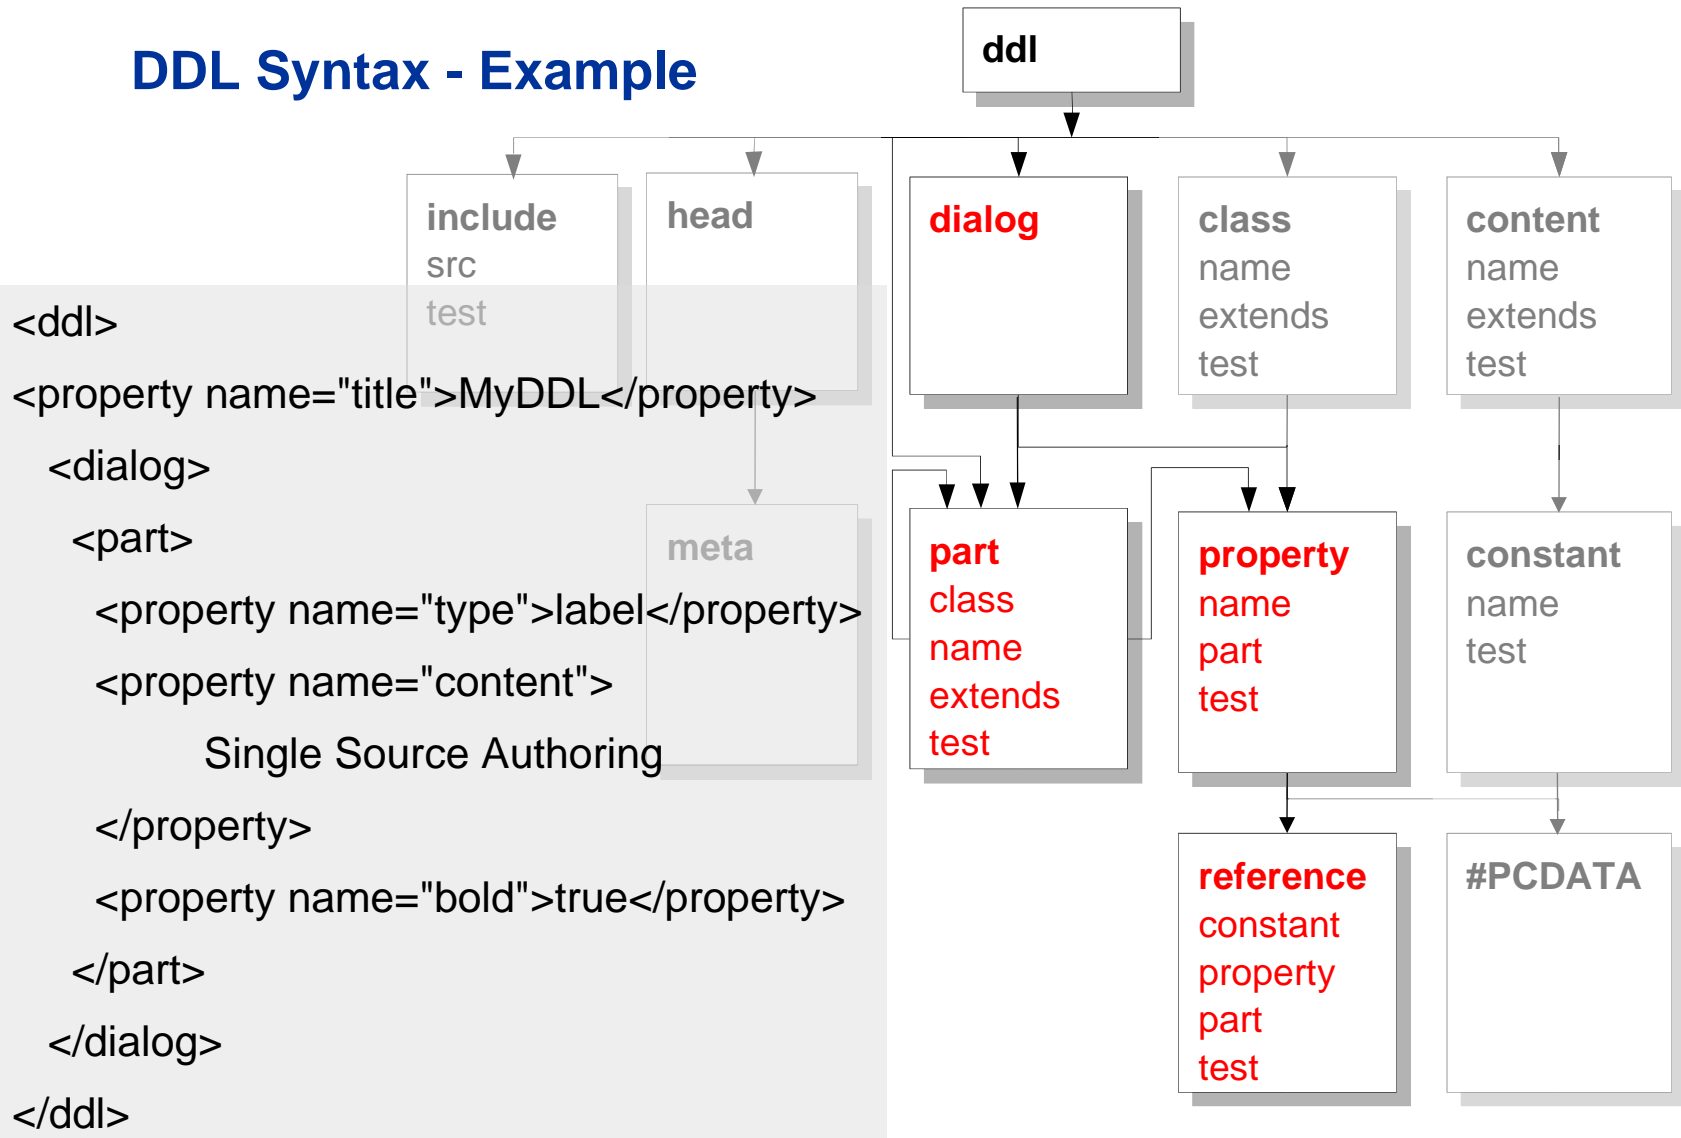 DDL Syntax - Example
ddl
include
src
test
head
dialog
class
name
extends
test
content
name
extends
test
<ddl>
<property name="title">MyDDL</property>
<dialog>
<part>
<property name="type">label</property>
<property name="content">
Single Source Authoring
</property>
<property name="bold">true</property>
</part>
</dialog>
</ddl>
meta
part
class
name
extends
test
property
name
part
test
constant
name
test
reference
constant
property
part
test
#PCDATA